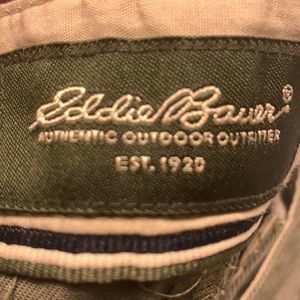 Eddie Bauer®
AUTHENTIC OUTDOOR OUTFITTER
EST. 1920